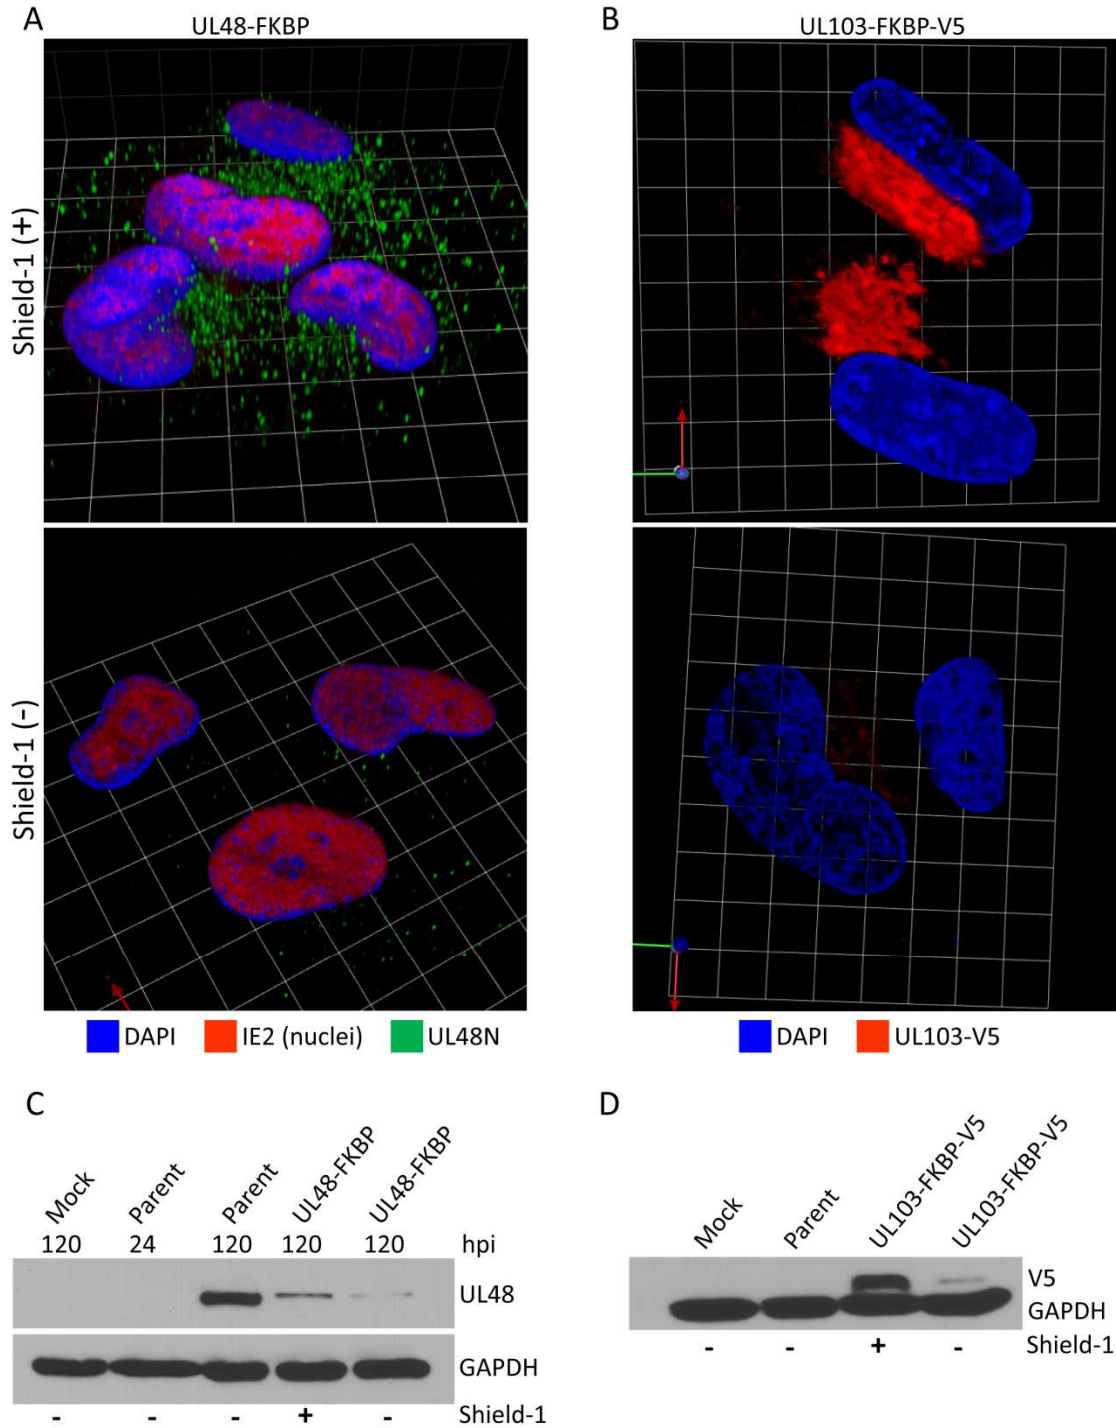 A
UL48-FKBP
B
UL103-FKBP-V5
Shield-1 (+)
Shield-1 (-)
DAPI IE2 (nuclei) UL48N
DAPI UL103-V5
C
Mock Parent Parent UL48-FKBP UL48-FKBP
120 24 120 120 120 hpi
UL48
GAPDH
- - - + - Shield-1
D
Mock Parent UL103-FKBP-V5 UL103-FKBP-V5
V5
GAPDH
- - + - Shield-1